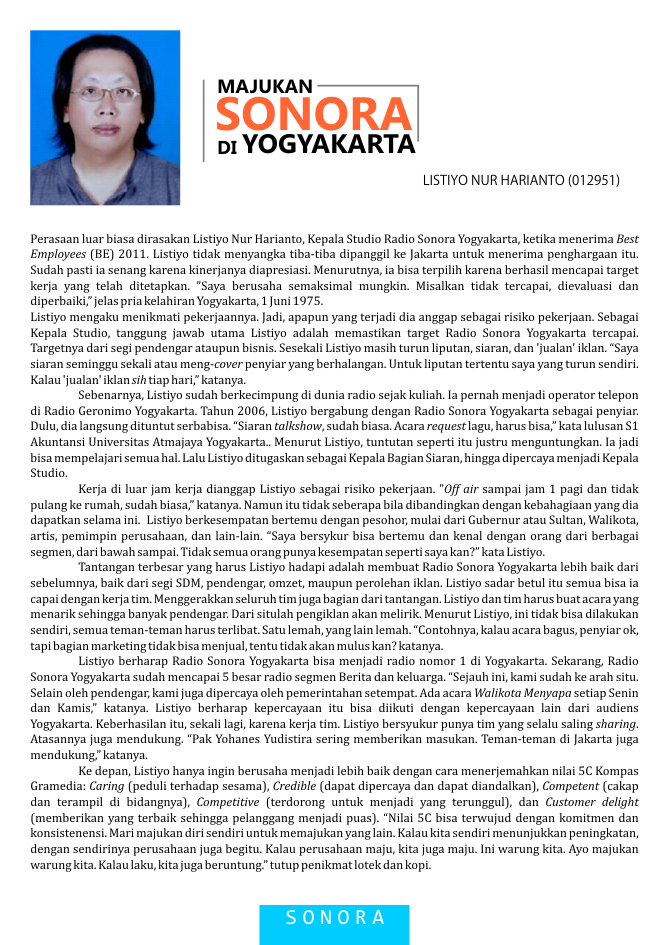 MAJUKAN
SONORA
DI YOGYAKARTA
LISTIYO NUR HARIANTO (012951)
Perasaan luar biasa dirasakan Listiyo Nur Harianto, Kepala Studio Radio Sonora Yogyakarta, ketika menerima Best
Employees (BE) 2011. Listiyo tidak menyangka tiba-tiba dipanggil ke Jakarta untuk menerima penghargaan itu.
Sudah pasti ia senang karena kinerjanya diapresiasi. Menurutnya, ia bisa terpilih karena berhasil mencapai target
kerja yang telah ditetapkan. "Saya berusaha semaksimal mungkin. Misalkan tidak tercapai, dievaluasi dan
diperbaiki,” jelas pria kelahiran Yogyakarta, 1 Juni 1975.
Listiyo mengaku menikmati pekerjaannya. Jadi, apapun yang terjadi dia anggap sebagai risiko pekerjaan. Sebagai
Kepala Studio, tanggung jawab utama Listiyo adalah memastikan target Radio Sonora Yogyakarta tercapai.
Targetnya dari segi pendengar ataupun bisnis. Sesekali Listiyo masih turun liputan, siaran, dan 'jualan' iklan. “Saya
siaran seminggu sekali atau meng-cover penyiar yang berhalangan. Untuk liputan tertentu saya yang turun sendiri.
Kalau 'jualan' iklan sih tiap hari,” katanya.
Sebenarnya, Listiyo sudah berkecimpung di dunia radio sejak kuliah. Ia pernah menjadi operator telepon
di Radio Geronimo Yogyakarta. Tahun 2006, Listiyo bergabung dengan Radio Sonora Yogyakarta sebagai penyiar.
Dulu, dia langsung dituntut serbabisa. “Siaran talkshow, sudah biasa. Acara request lagu, harus bisa,” kata lulusan S1
Akuntansi Universitas Atmajaya Yogyakarta.. Menurut Listiyo, tuntutan seperti itu justru menguntungkan. Ia jadi
bisa mempelajari semua hal. Lalu Listiyo ditugaskan sebagai Kepala Bagian Siaran, hingga dipercaya menjadi Kepala
Studio.
Kerja di luar jam kerja dianggap Listiyo sebagai risiko pekerjaan. "Off air sampai jam 1 pagi dan tidak
pulang ke rumah, sudah biasa,” katanya. Namun itu tidak seberapa bila dibandingkan dengan kebahagiaan yang dia
dapatkan selama ini. Listiyo berkesempatan bertemu dengan pesohor, mulai dari Gubernur atau Sultan, Walikota,
artis, pemimpin perusahaan, dan lain-lain. “Saya bersykur bisa bertemu dan kenal dengan orang dari berbagai
segmen, dari bawah sampai. Tidak semua orang punya kesempatan seperti saya kan?” kata Listiyo.
Tantangan terbesar yang harus Listiyo hadapi adalah membuat Radio Sonora Yogyakarta lebih baik dari
sebelumnya, baik dari segi SDM, pendengar, omzet, maupun perolehan iklan. Listiyo sadar betul itu semua bisa ia
capai dengan kerja tim. Menggerakkan seluruh tim juga bagian dari tantangan. Listiyo dan tim harus buat acara yang
menarik sehingga banyak pendengar. Dari situlah pengiklan akan melirik. Menurut Listiyo, ini tidak bisa dilakukan
sendiri, semua teman-teman harus terlibat. Satu lemah, yang lain lemah. “Contohnya, kalau acara bagus, penyiar ok,
tapi bagian marketing tidak bisa menjual, tentu tidak akan mulus kan? katanya.
Listiyo berharap Radio Sonora Yogyakarta bisa menjadi radio nomor 1 di Yogyakarta. Sekarang, Radio
Sonora Yogyakarta sudah mencapai 5 besar radio segmen Berita dan keluarga. “Sejauh ini, kami sudah ke arah situ.
Selain oleh pendengar, kami juga dipercaya oleh pemerintahan setempat. Ada acara Walikota Menyapa setiap Senin
dan Kamis,” katanya. Listiyo berharap kepercayaan itu bisa diikuti dengan kepercayaan lain dari audiens
Yogyakarta. Keberhasilan itu, sekali lagi, karena kerja tim. Listiyo bersyukur punya tim yang selalu saling sharing.
Atasannya juga mendukung. “Pak Yohanes Yudistira sering memberikan masukan. Teman-teman di Jakarta juga
mendukung,” katanya.
Ke depan, Listiyo hanya ingin berusaha menjadi lebih baik dengan cara menerjemahkan nilai 5C Kompas
Gramedia: Caring (peduli terhadap sesama), Credible (dapat dipercaya dan dapat diandalkan), Competent (cakap
dan terampil di bidangnya), Competitive (terdorong untuk menjadi yang terunggul), dan Customer delight
(memberikan yang terbaik sehingga pelanggang menjadi puas). “Nilai 5C bisa terwujud dengan komitmen dan
konsistenensi. Mari majukan diri sendiri untuk memajukan yang lain. Kalau kita sendiri menunjukkan peningkatan,
dengan sendirinya perusahaan juga begitu. Kalau perusahaan maju, kita juga maju. Ini warung kita. Ayo majukan
warung kita. Kalau laku, kita juga beruntung.” tutup penikmat lotek dan kopi.
SONORA